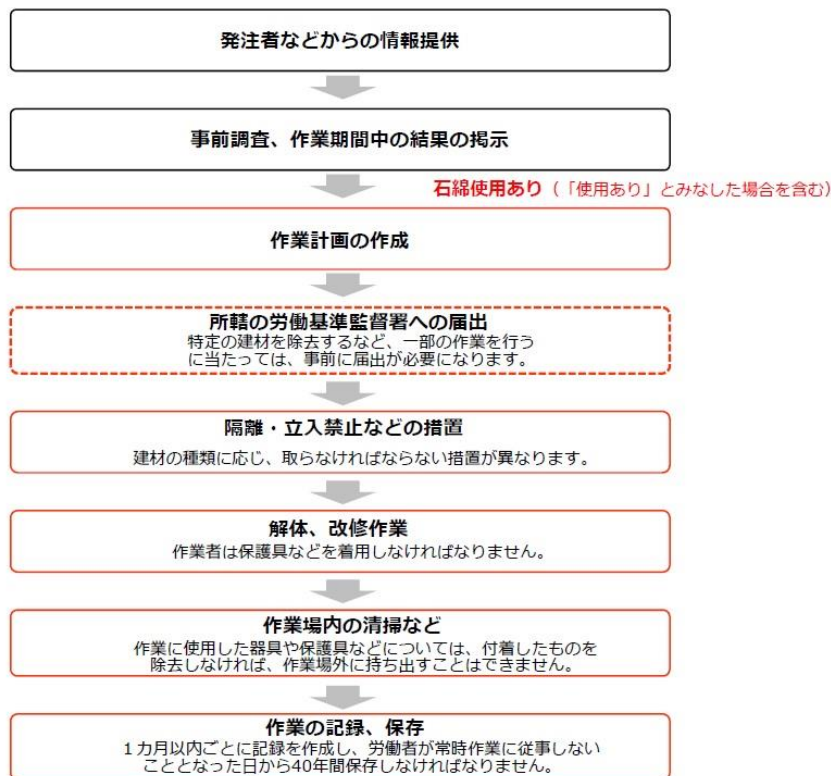 発注者などからの情報提供
事前調査、作業期間中の結果の掲示
石綿使用あり（「使用あり」とみなした場合を含む）
作業計画の作成
所轄の労働基準監督署への届出
特定の建材を除去するなど、一部の作業を行う
に当たっては、事前に届出が必要になります。
隔離・立入禁止などの措置
建材の種類に応じ、取らなければならない措置が異なります。
解体、改修作業
作業者は保護具などを着用しなければなりません。
作業場内の清掃など
作業に使用した器具や保護具などについては、付着したものを
除去しなければ、作業場外に持ち出すことはできません。
作業の記録、保存
１カ月以内ごとに記録を作成し、労働者が常時作業に従事しない
こととなった日から40年間保存しなければなりません。